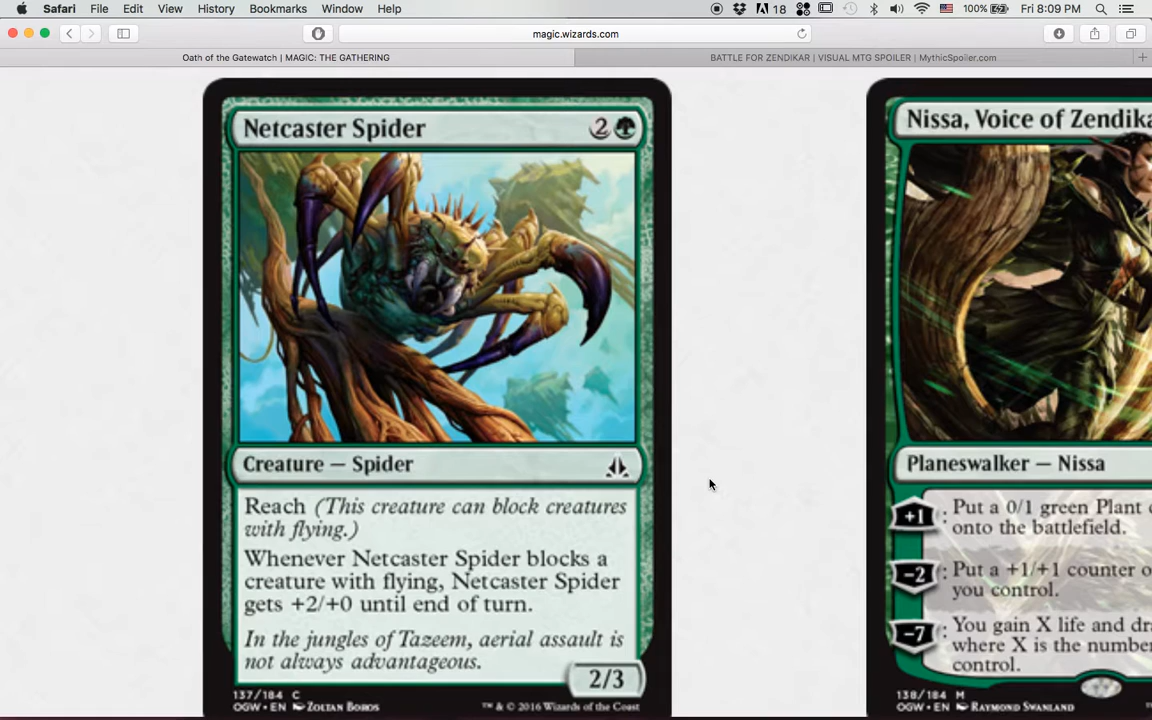 Safari File Edit View History Bookmarks Window Help
18 100% Fri 8:09 PM
magic.wizards.com
Oath of the Gatewatch | MAGIC: THE GATHERING
BATTLE FOR ZENDIKAR | VISUAL MTG SPOILER | MythicSpoiler.com
Netcaster Spider 2
Creature — Spider
Reach (This creature can block creatures
with flying.)
Whenever Netcaster Spider blocks a
creature with flying, Netcaster Spider
gets +2/+0 until end of turn.
In the jungles of Tazeem, aerial assault is
not always advantageous.
2/3
137/184 C
OGW • EN Zoltan Boros
™ & © 2016 Wizards of the Coast
Nissa, Voice of
Planeswalker — Nissa
+1 : Put a 0/1 green Plant
onto the battlefield.
-2 : Put a +1/+1 counter
you control.
-7 : You gain X life and
where X is the
control.
138/184 M
OGW • EN Raymond Swanland